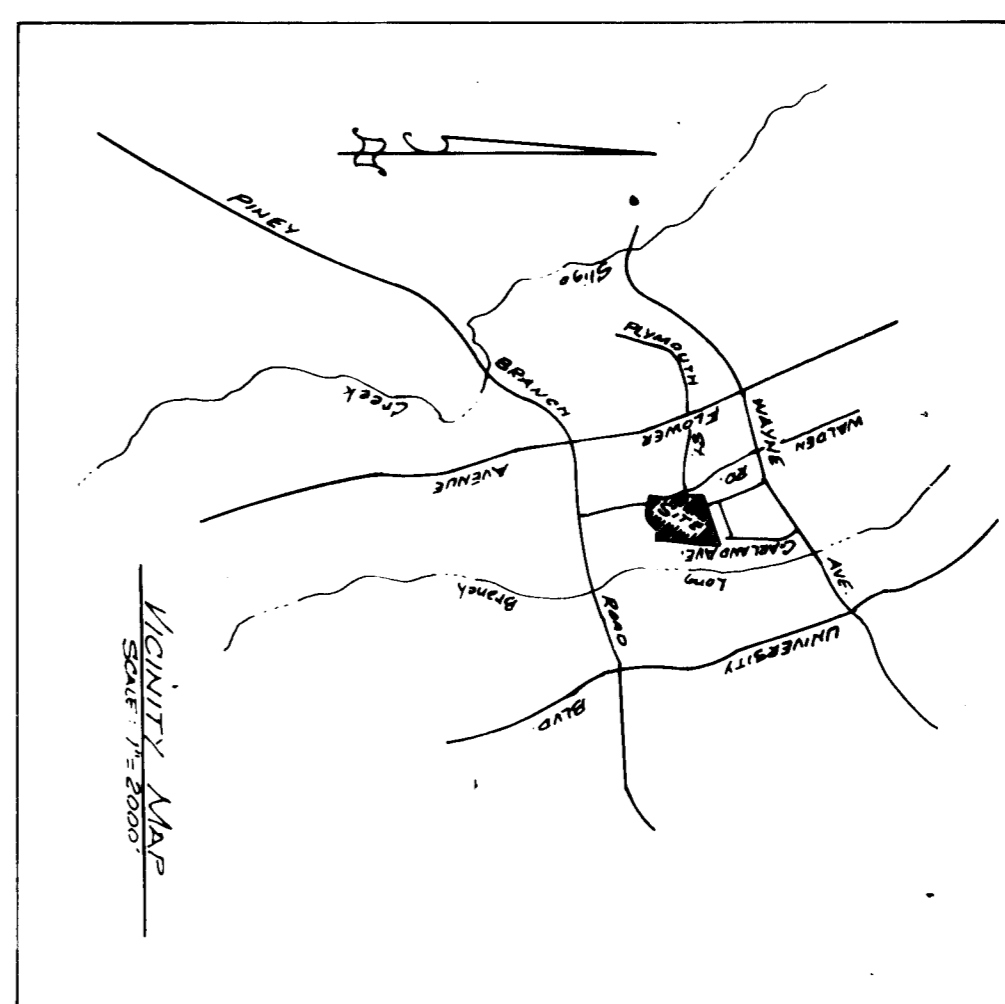 PINEY
BRANCH
ROAD
Sligo
Creek
PLYMOUTH
ST.
FLOWER
AVENUE
WAYNE
AVE.
WALDEN
RD.
SITE
GARLAND AVE.
Long
Branch
UNIVERSITY
BLVD.
VICINITY MAP
SCALE: 1"=2000'